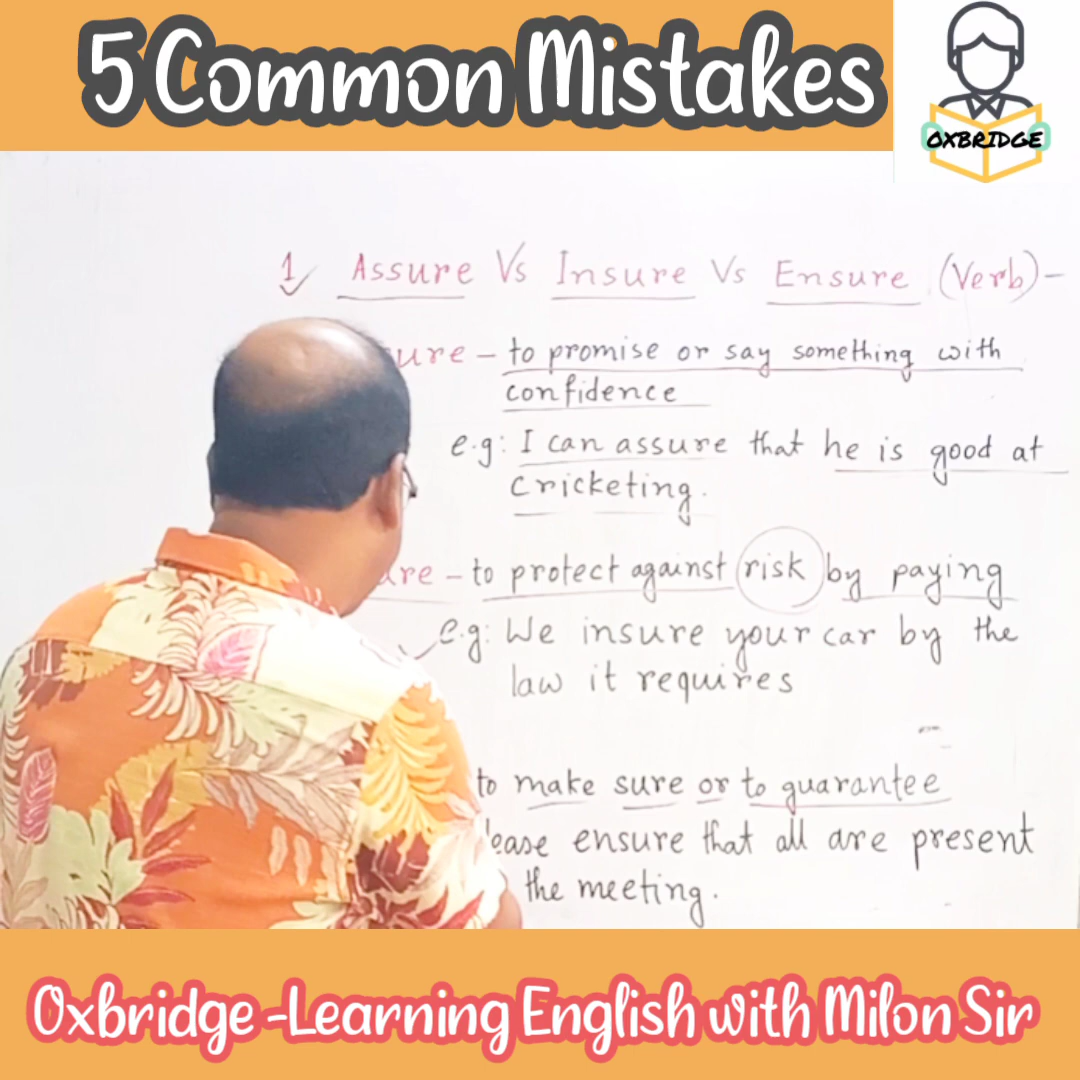 5 Common Mistakes
OXBRIDGE
1 Assure Vs Insure Vs Ensure (Verb)-
ure - to promise or say something with
confidence
e.g: I can assure that he is good at
cricketing.
re - to protect against risk by paying
e.g: We insure your car by the
law it requires
to make sure or to guarantee
ease ensure that all are present
the meeting.
Oxbridge -Learning English with Milon Sir